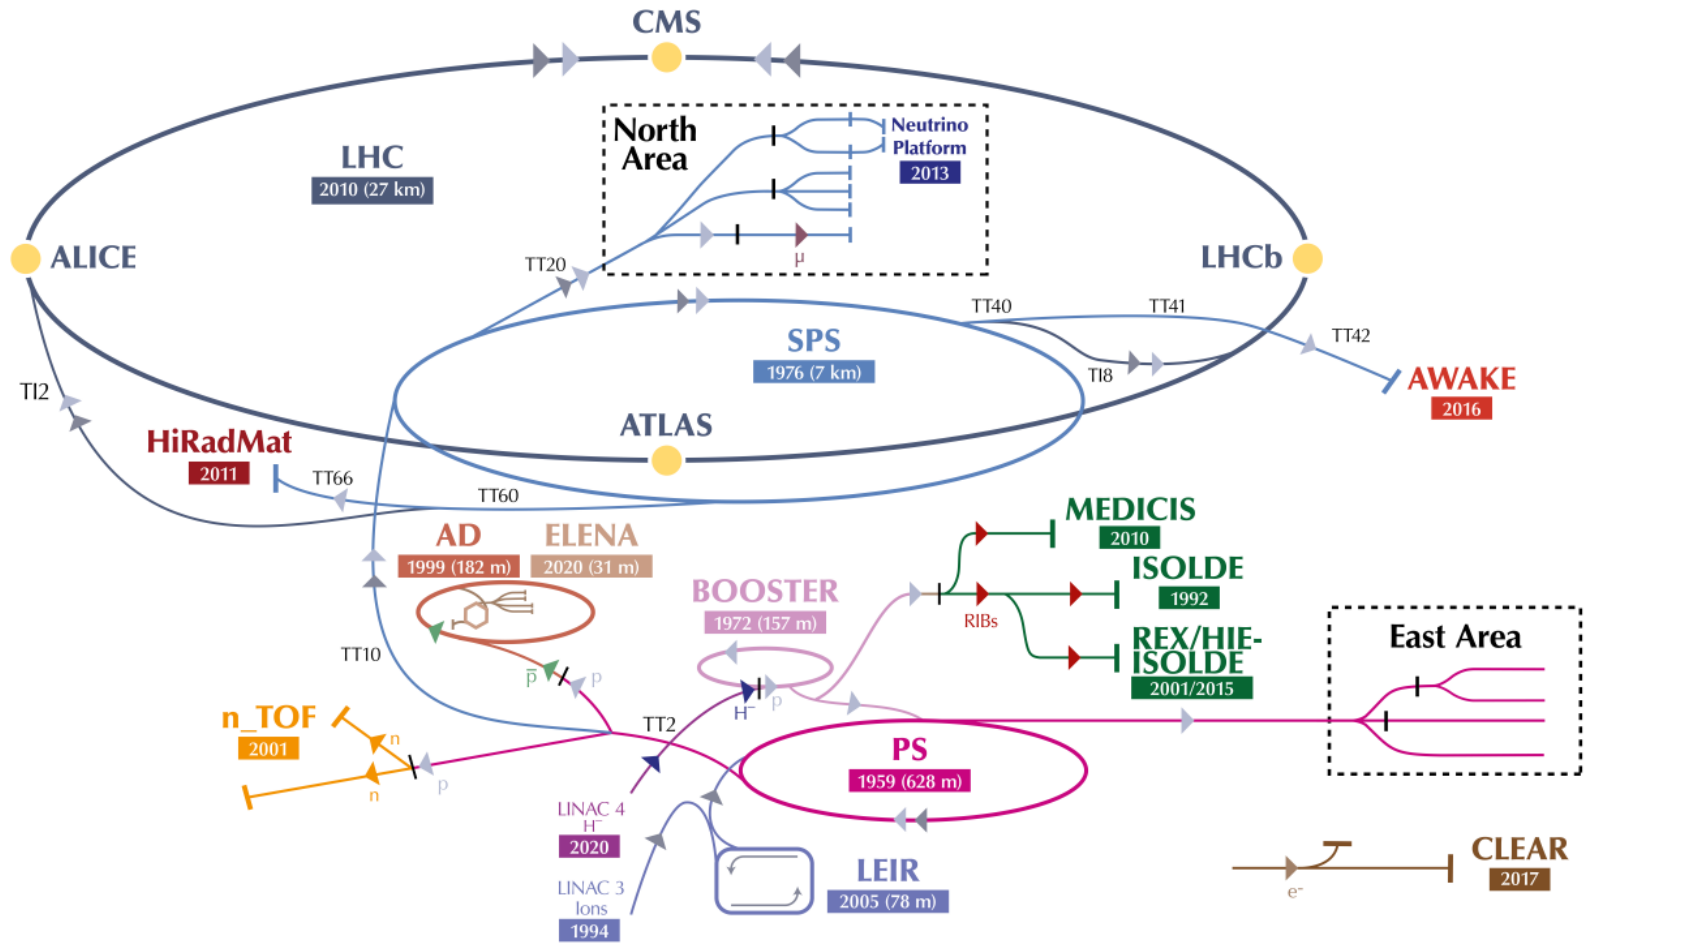 CMS
North
Area
Neutrino
Platform
2013
LHC
2010 (27 km)
μ
ALICE
LHCb
TT20
TT40
TT41
TT42
SPS
1976 (7 km)
TI8
TI2
AWAKE
2016
ATLAS
HiRadMat
2011
TT66
TT60
MEDICIS
2010
AD
1999 (182 m)
ELENA
2020 (31 m)
ISOLDE
1992
BOOSTER
1972 (157 m)
RIBs
REX/HIE-
ISOLDE
2001/2015
East Area
TT10
p̅
p
H⁻
p
n_TOF
2001
n
n
p
TT2
PS
1959 (628 m)
LINAC 4
H⁻
2020
LINAC 3
Ions
1994
LEIR
2005 (78 m)
CLEAR
2017
e⁻